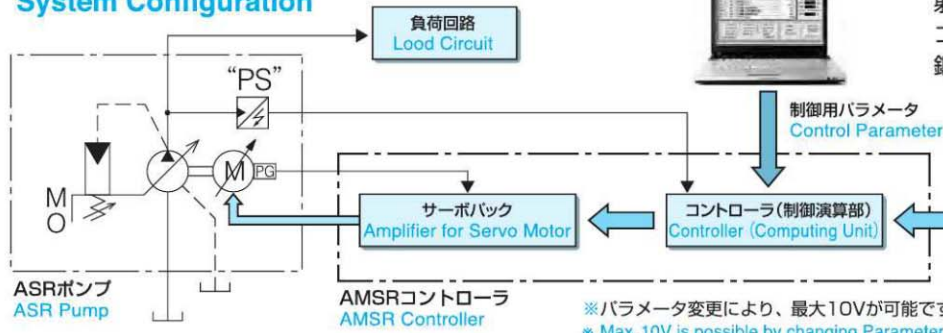 System Configuration
負荷回路
Lood Circuit
"PS"
制御用パラメータ
Control Parameter
M
PG
M
O
サーボパック
Amplifier for Servo Motor
コントローラ(制御演算部)
Controller (Computing Unit)
ASRポンプ
ASR Pump
AMSRコントローラ
AMSR Controller
※パラメータ変更により、最大10Vが可能です
※ Max. 10V is possible by changing Parameter